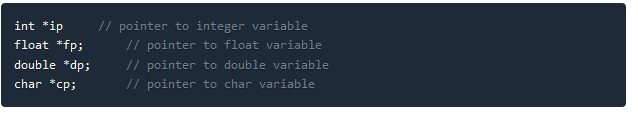 int *ip     // pointer to integer variable
float *fp;      // pointer to float variable
double *dp;     // pointer to double variable
char *cp;      // pointer to char variable